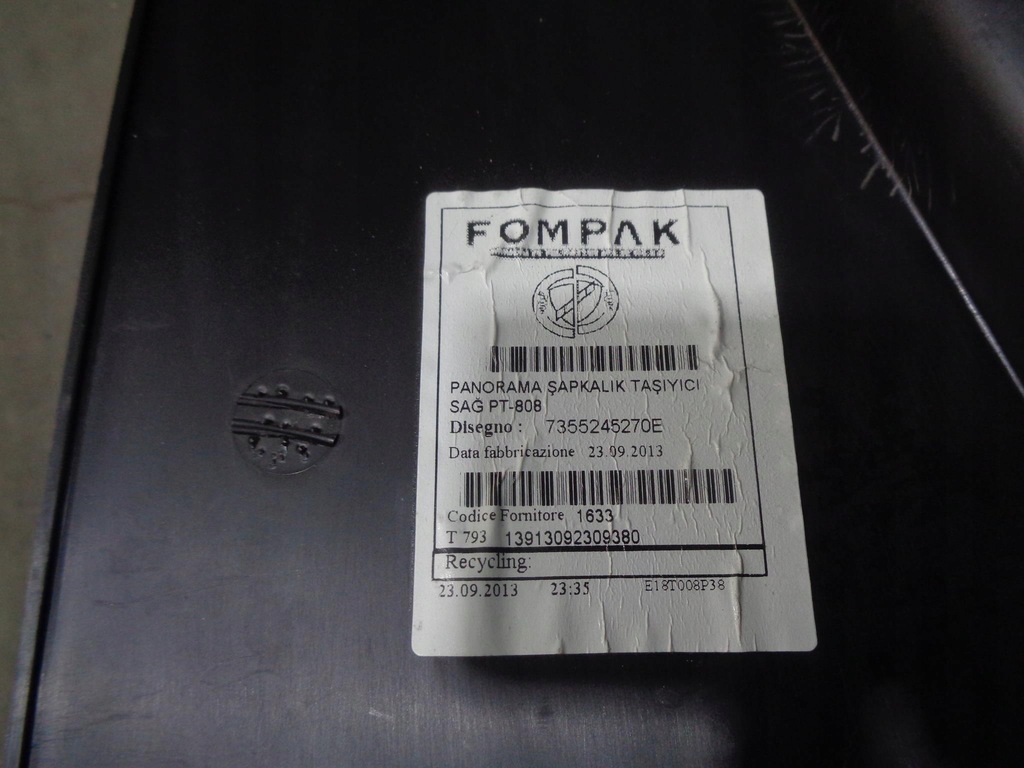 FOMPAK
PANORAMA ŞAPKALIK TAŞIYICI
SAĞ PT-808
Disegno : 7355245270E
Data fabbricazione 23.09.2013
Codice Fornitore 1633
T 793 13913092309380
Recycling:
23.09.2013 23:35 E18T008P38